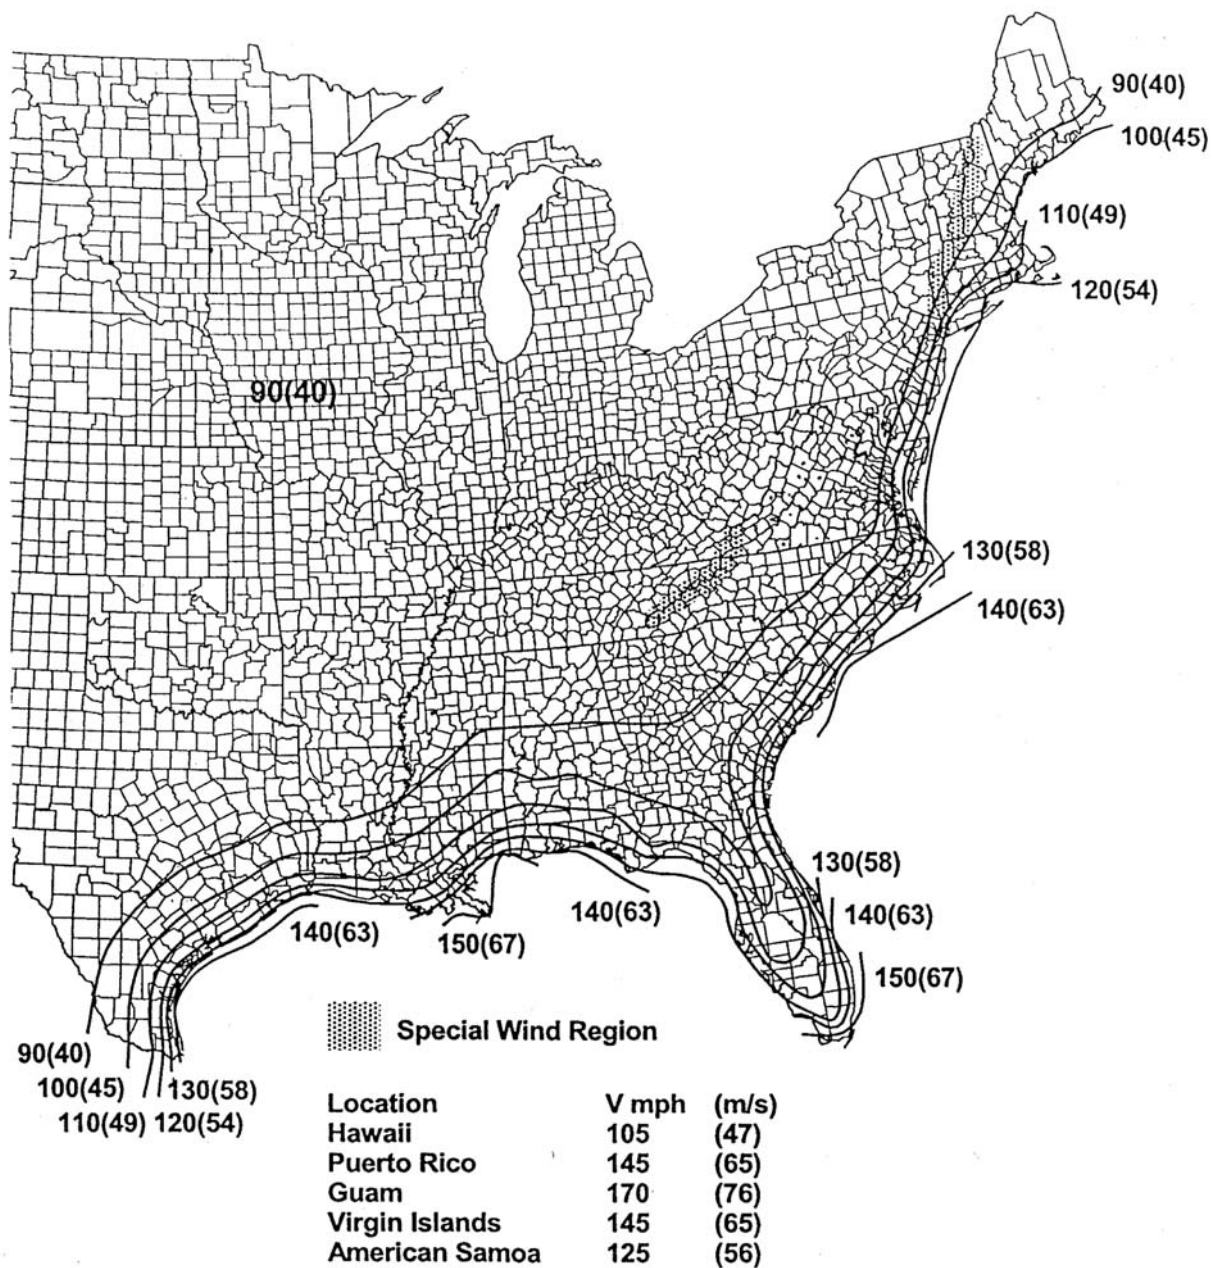 90(40)
100(45)
110(49)
120(54)
90(40)
130(58)
140(63)
130(58)
140(63)
140(63)
140(63)
150(67)
150(67)
Special Wind Region
90(40)
100(45)
130(58)
110(49)
120(54)
Location V mph (m/s)
Hawaii 105 (47)
Puerto Rico 145 (65)
Guam 170 (76)
Virgin Islands 145 (65)
American Samoa 125 (56)